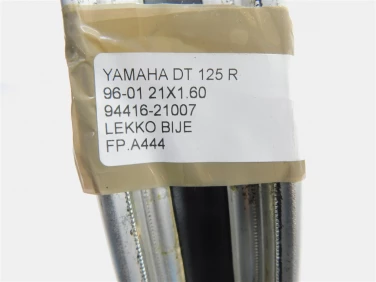 YAMAHA DT 125 R
96-01 21X1.60
94416-21007
LEKKO BIJE
FP.A444